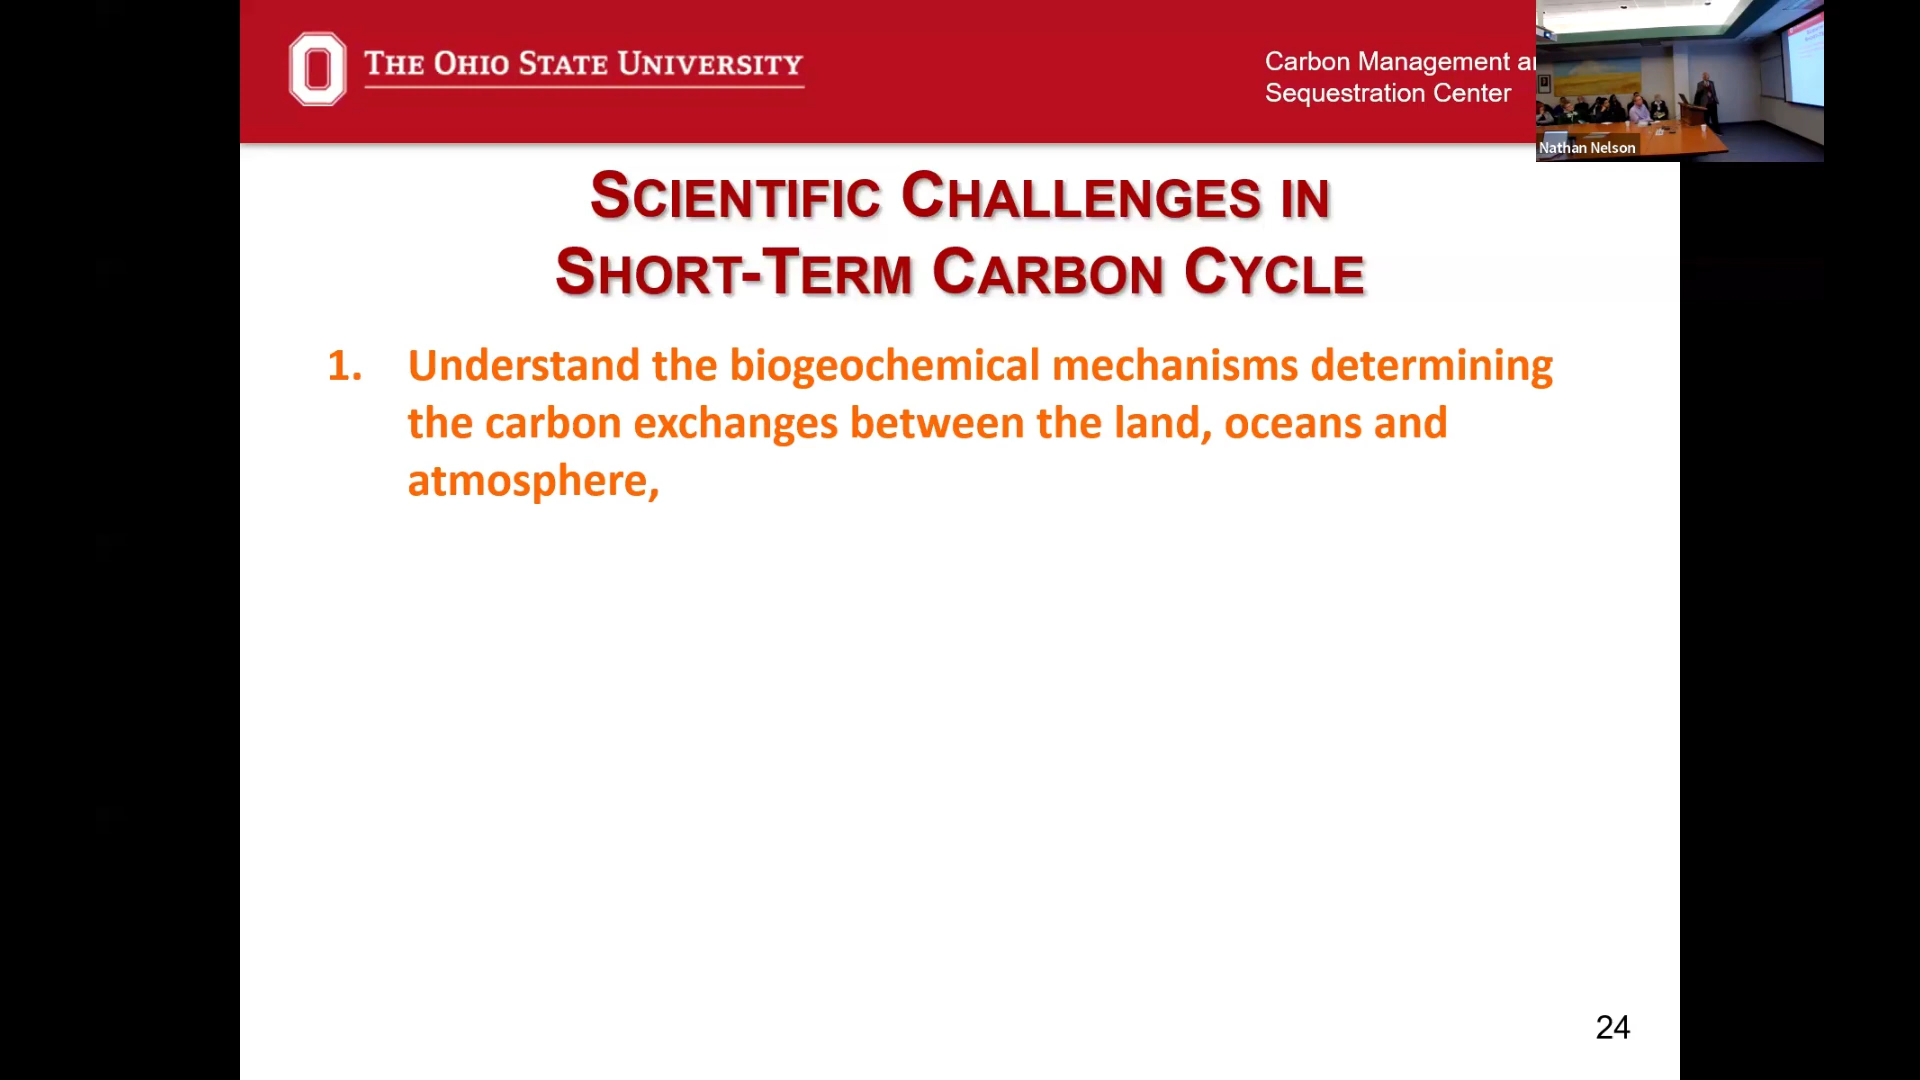 THE OHIO STATE UNIVERSITY
Carbon Management
Sequestration Center
Nathan Nelson
SCIENTIFIC CHALLENGES IN
SHORT-TERM CARBON CYCLE
1. Understand the biogeochemical mechanisms determining
the carbon exchanges between the land, oceans and
atmosphere,
24